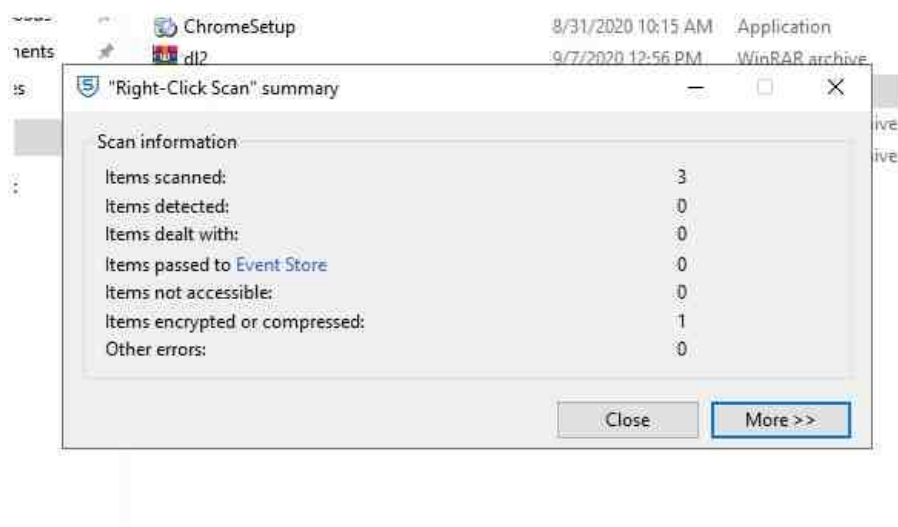 ChromeSetup 8/31/2020 10:15 AM Application
dl2 9/7/2020 12:56 PM WinRAR archive
"Right-Click Scan" summary
Scan information
Items scanned: 3
Items detected: 0
Items dealt with: 0
Items passed to Event Store 0
Items not accessible: 0
Items encrypted or compressed: 1
Other errors: 0
Close More >>